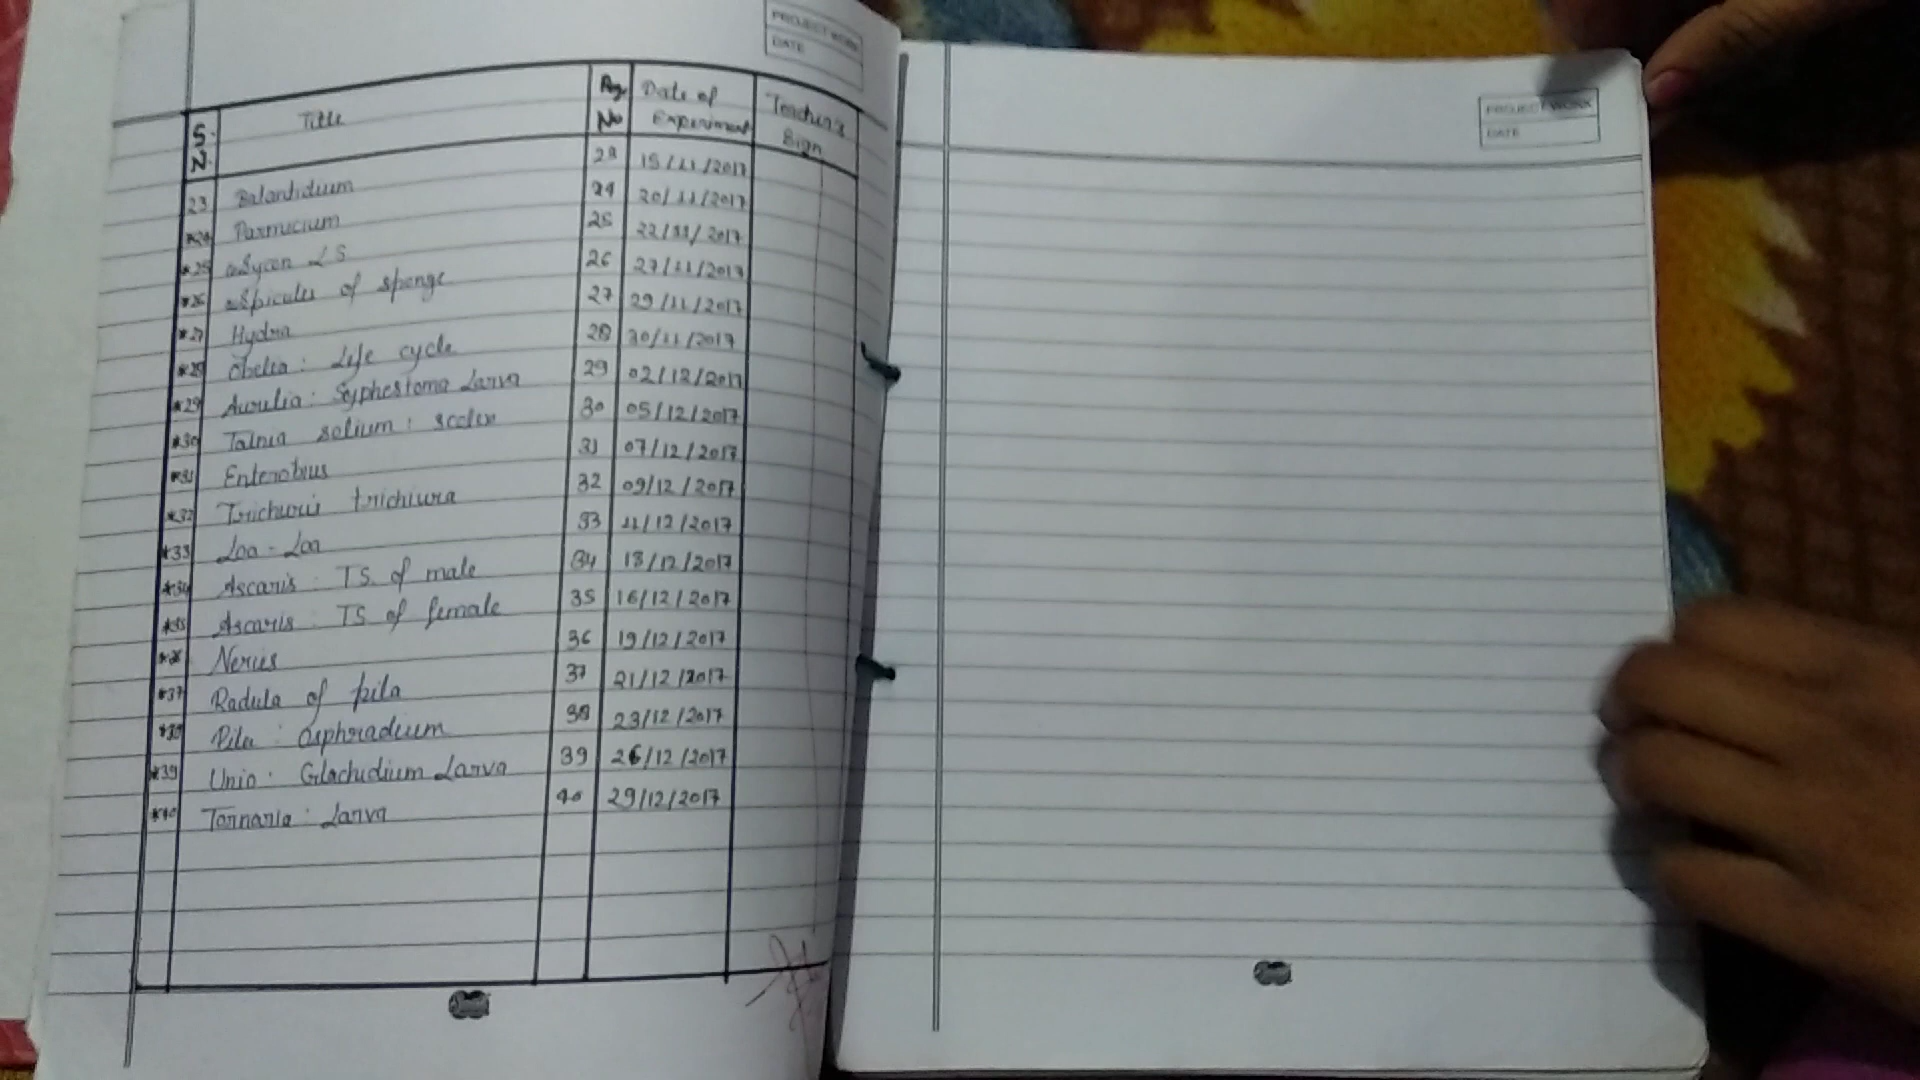 PROJECT WORK
DATE
S. N. Title Pag. No Date of Experiment Teacher's Sign
23 Balantidium 23 15/11/2017
*24 Parmicium 24 20/11/2017
*25 Sycon LS 25 22/11/2017
*26 Spicules of sponge 26 27/11/2017
*27 Hydra 27 29/11/2017
*28 Obelia: Life cycle 28 30/11/2017
*29 Aurelia: Syphestoma Larva 29 02/12/2017
*30 Talnia solium: scolex 30 05/12/2017
*31 Enterobius 31 07/12/2017
*32 Trichuris trichiura 32 09/12/2017
*33 Loa-Loa 33 11/12/2017
*34 Ascaris: TS. of male 34 13/12/2017
*35 Ascaris: TS of female 35 16/12/2017
*36 Neries 36 19/12/2017
*37 Radula of pila 37 21/12/2017
*38 Pila: Osphradium 38 23/12/2017
*39 Unio: Glochidium Larva 39 26/12/2017
*40 Tornaria: Larva 40 29/12/2017
PROJECT WORK
DATE